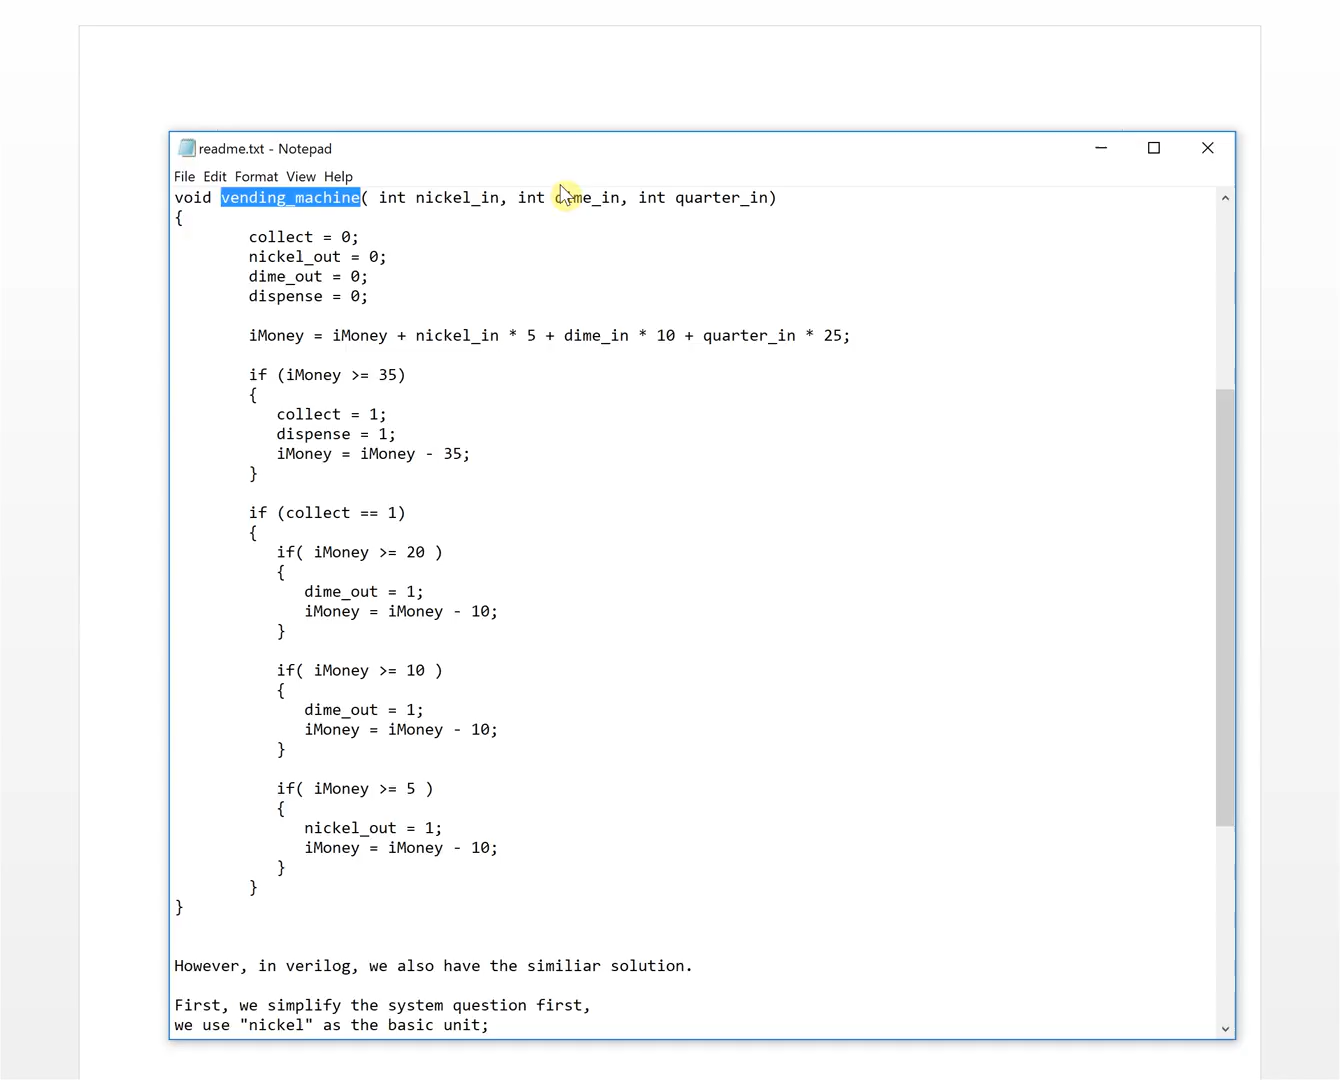 readme.txt - Notepad
File Edit Format View Help
void vending_machine( int nickel_in, int dime_in, int quarter_in)
{
collect = 0;
nickel_out = 0;
dime_out = 0;
dispense = 0;
iMoney = iMoney + nickel_in * 5 + dime_in * 10 + quarter_in * 25;
if (iMoney >= 35)
{
collect = 1;
dispense = 1;
iMoney = iMoney - 35;
}
if (collect == 1)
{
if( iMoney >= 20 )
{
dime_out = 1;
iMoney = iMoney - 10;
}
if( iMoney >= 10 )
{
dime_out = 1;
iMoney = iMoney - 10;
}
if( iMoney >= 5 )
{
nickel_out = 1;
iMoney = iMoney - 10;
}
}
}
However, in verilog, we also have the similiar solution.
First, we simplify the system question first,
we use "nickel" as the basic unit;